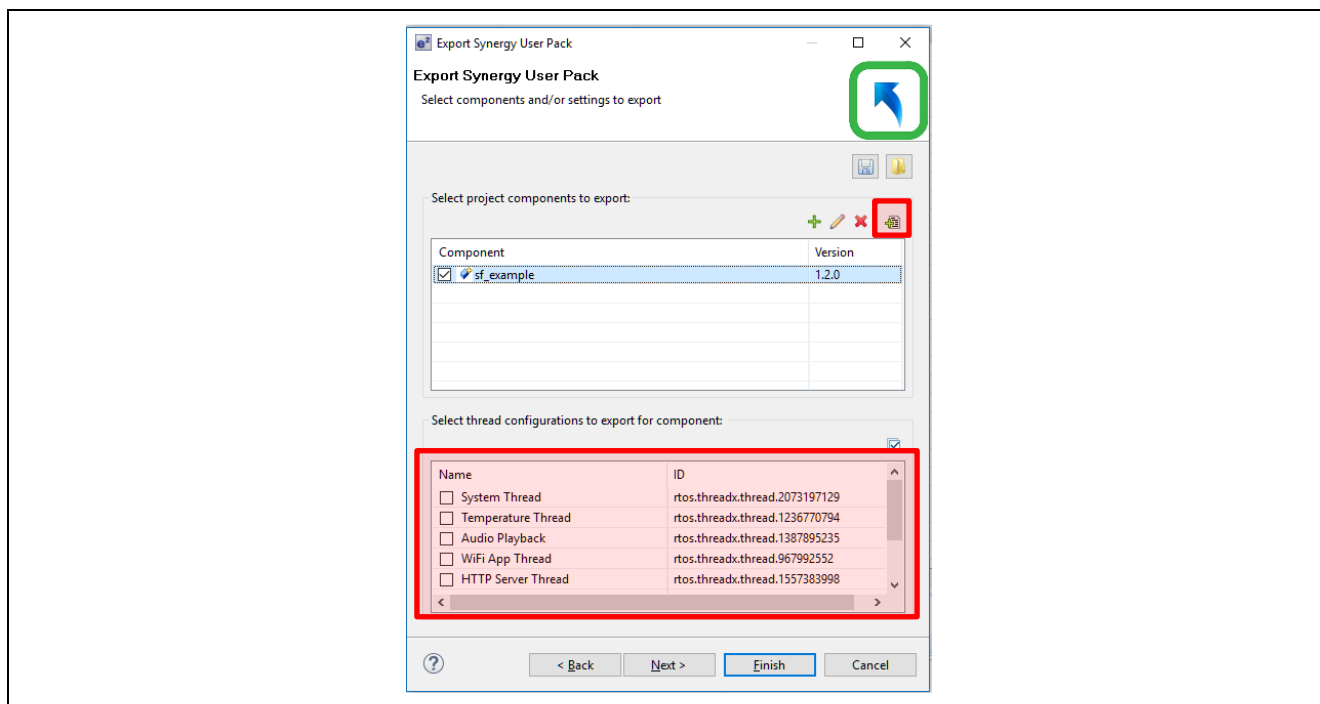 e² Export Synergy User Pack
Export Synergy User Pack
Select components and/or settings to export
Select project components to export:
Component Version
sf_example 1.2.0
Select thread configurations to export for component:
Name ID
System Thread rtos.threadx.thread.2073197129
Temperature Thread rtos.threadx.thread.1236770794
Audio Playback rtos.threadx.thread.1387895235
WiFi App Thread rtos.threadx.thread.967992552
HTTP Server Thread rtos.threadx.thread.1557383998
? < Back Next > Finish Cancel